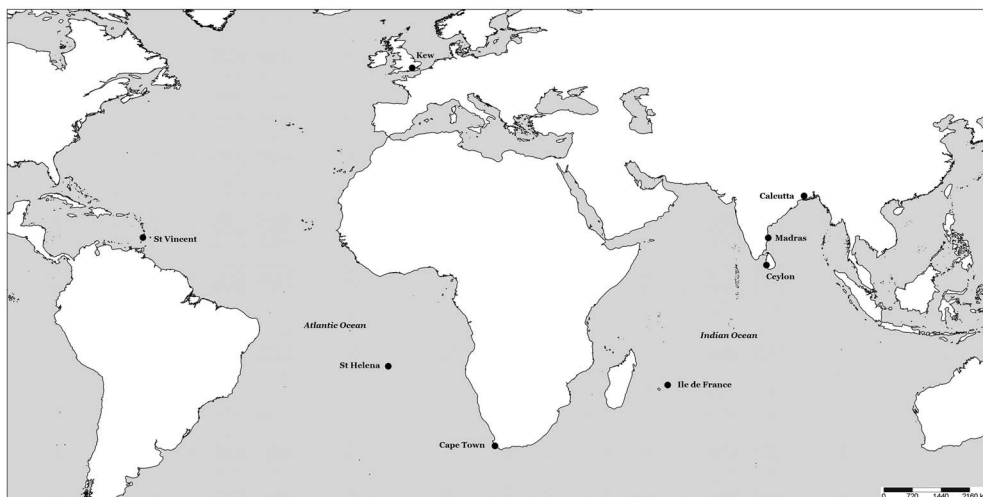 Kew
Calcutta
St Vincent
Madras
Ceylon
Atlantic Ocean
Indian Ocean
St Helena
Ile de France
Cape Town
0 720 1440 2160